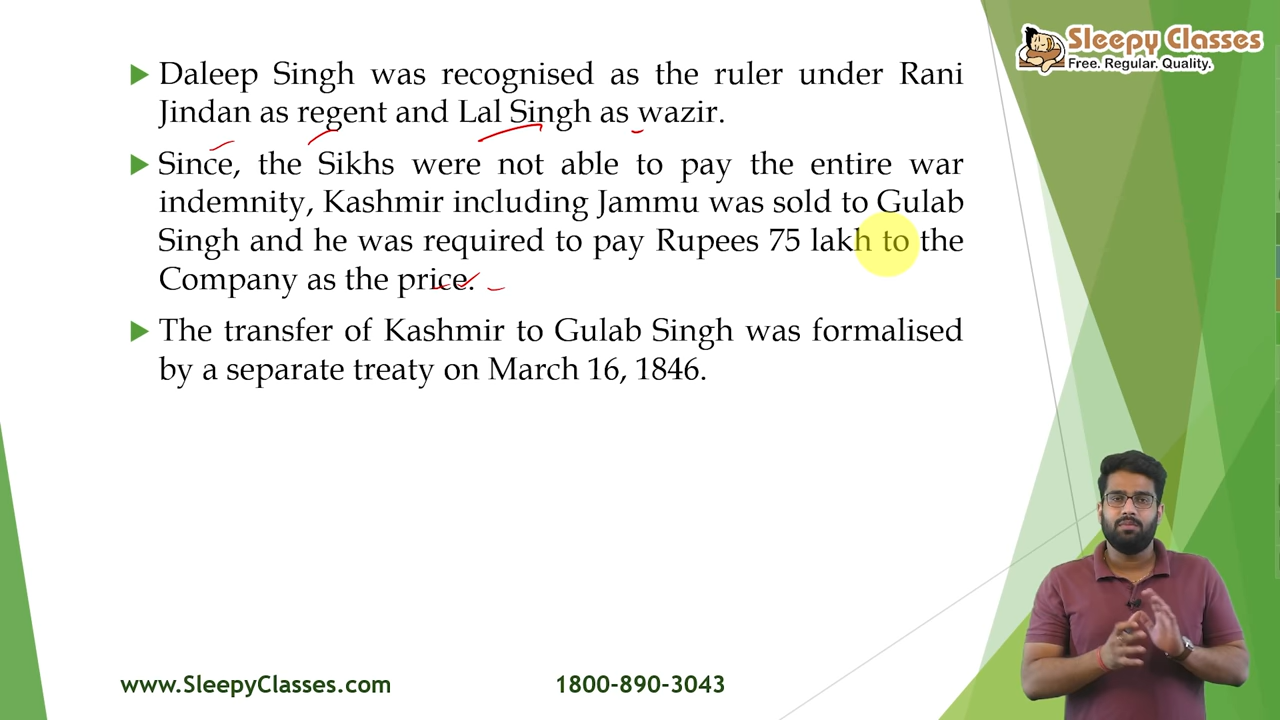 Sleepy Classes
Free. Regular. Quality.
Daleep Singh was recognised as the ruler under Rani
Jindan as regent and Lal Singh as wazir.
Since, the Sikhs were not able to pay the entire war
indemnity, Kashmir including Jammu was sold to Gulab
Singh and he was required to pay Rupees 75 lakh to the
Company as the price.
The transfer of Kashmir to Gulab Singh was formalised
by a separate treaty on March 16, 1846.
www.SleepyClasses.com
1800-890-3043